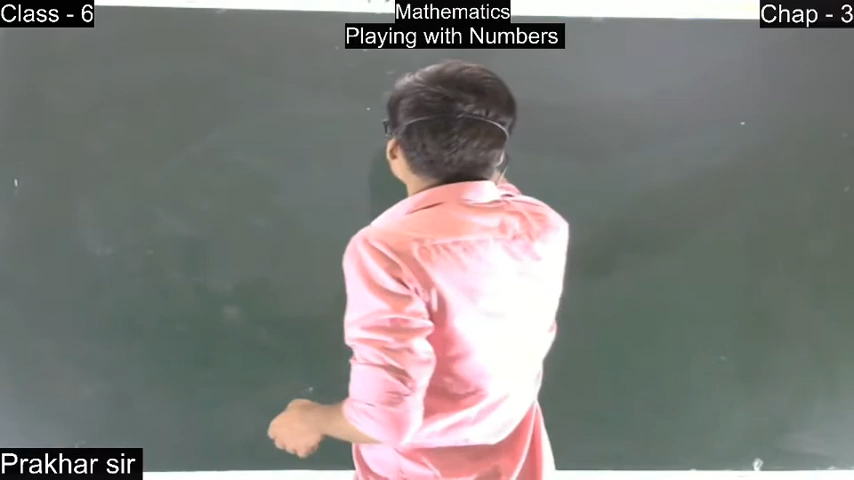 Class - 6
Mathematics
Chap - 3
Playing with Numbers
Prakhar sir